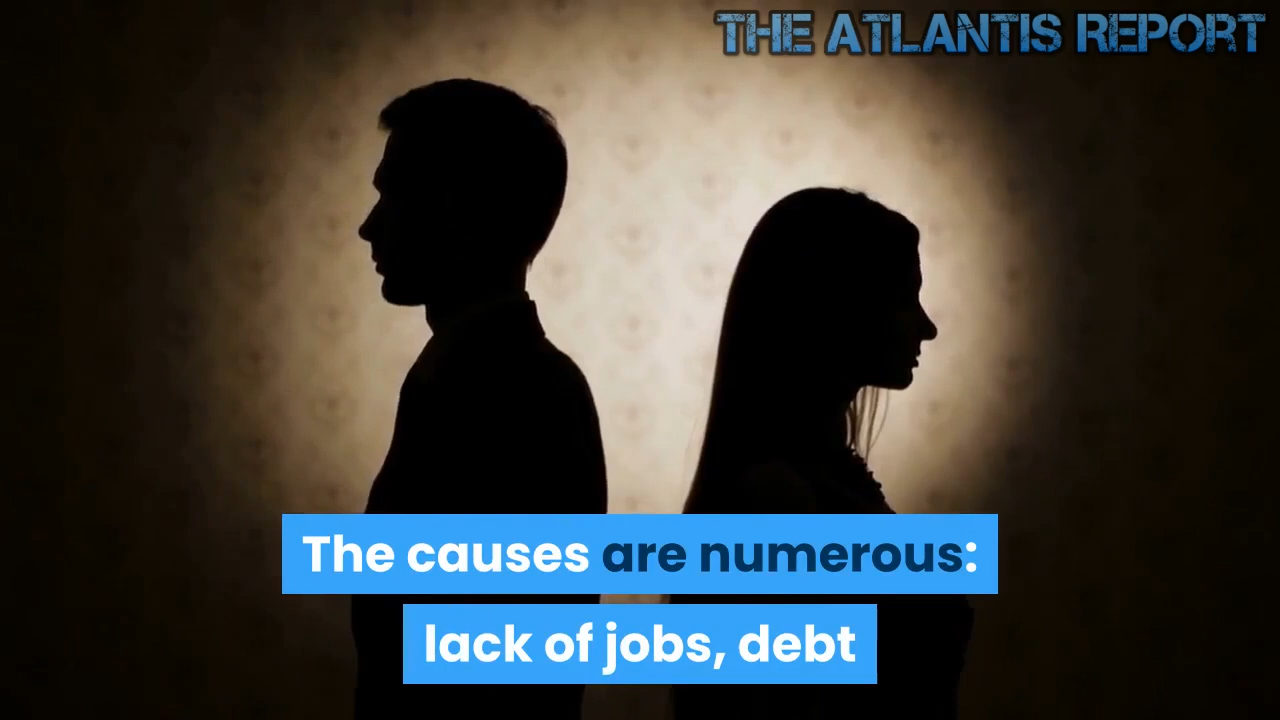 THE ATLANTIS REPORT
The causes are numerous:
lack of jobs, debt